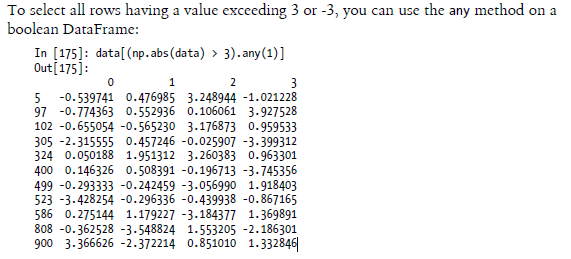 To select all rows having a value exceeding 3 or -3, you can use the any method on a
boolean DataFrame:
In [175]: data[(np.abs(data) > 3).any(1)]
Out[175]:
0 1 2 3
5 -0.539741 0.476985 3.248944 -1.021228
97 -0.774363 0.552936 0.106061 3.927528
102 -0.655054 -0.565230 3.176873 0.959533
305 -2.315555 0.457246 -0.025907 -3.399312
324 0.050188 1.951312 3.260383 0.963301
400 0.146326 0.508391 -0.196713 -3.745356
499 -0.293333 -0.242459 -3.056990 1.918403
523 -3.428254 -0.296336 -0.439938 -0.867165
586 0.275144 1.179227 -3.184377 1.369891
808 -0.362528 -3.548824 1.553205 -2.186301
900 3.366626 -2.372214 0.851010 1.332846